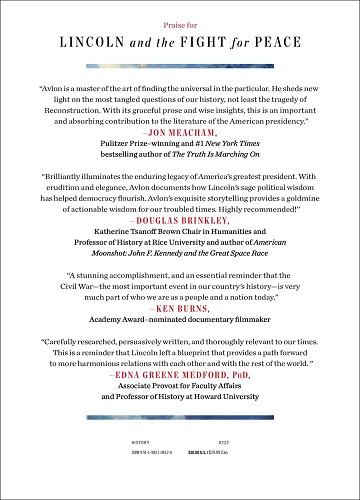 Praise for
LINCOLN and the FIGHT for PEACE
“Avlon is a master of the art of finding the universal in the particular. He sheds new
light on the most tangled questions of our history, not least the tragedy of
Reconstruction. With its graceful prose and wise insights, this is an important
and absorbing contribution to the literature of the American presidency.”
—JON MEACHAM,
Pulitzer Prize–winning and #1 New York Times
bestselling author of The Truth Is Marching On
“Brilliantly illuminates the enduring legacy of America’s greatest president. With
erudition and elegance, Avlon documents how Lincoln’s sage political wisdom
has helped democracy flourish. Avlon’s exquisite storytelling provides a goldmine
of actionable wisdom for our troubled times. Highly recommended!”
—DOUGLAS BRINKLEY,
Katherine Tsanoff Brown Chair in Humanities and
Professor of History at Rice University and author of American
Moonshot: John F. Kennedy and the Great Space Race
“A stunning accomplishment, and an essential reminder that the
Civil War—the most important event in our country’s history—is very
much part of who we are as a people and a nation today.”
—KEN BURNS,
Academy Award–nominated documentary filmmaker
“Carefully researched, persuasively written, and thoroughly relevant to our times.
This is a reminder that Lincoln left a blueprint that provides a path forward
to more harmonious relations with each other and with the rest of the world. ”
—EDNA GREENE MEDFORD, PhD,
Associate Provost for Faculty Affairs
and Professor of History at Howard University
HISTORY 0222
ISBN 978-1-9821-0812-0 $30.00 U.S./$39.99 Can.